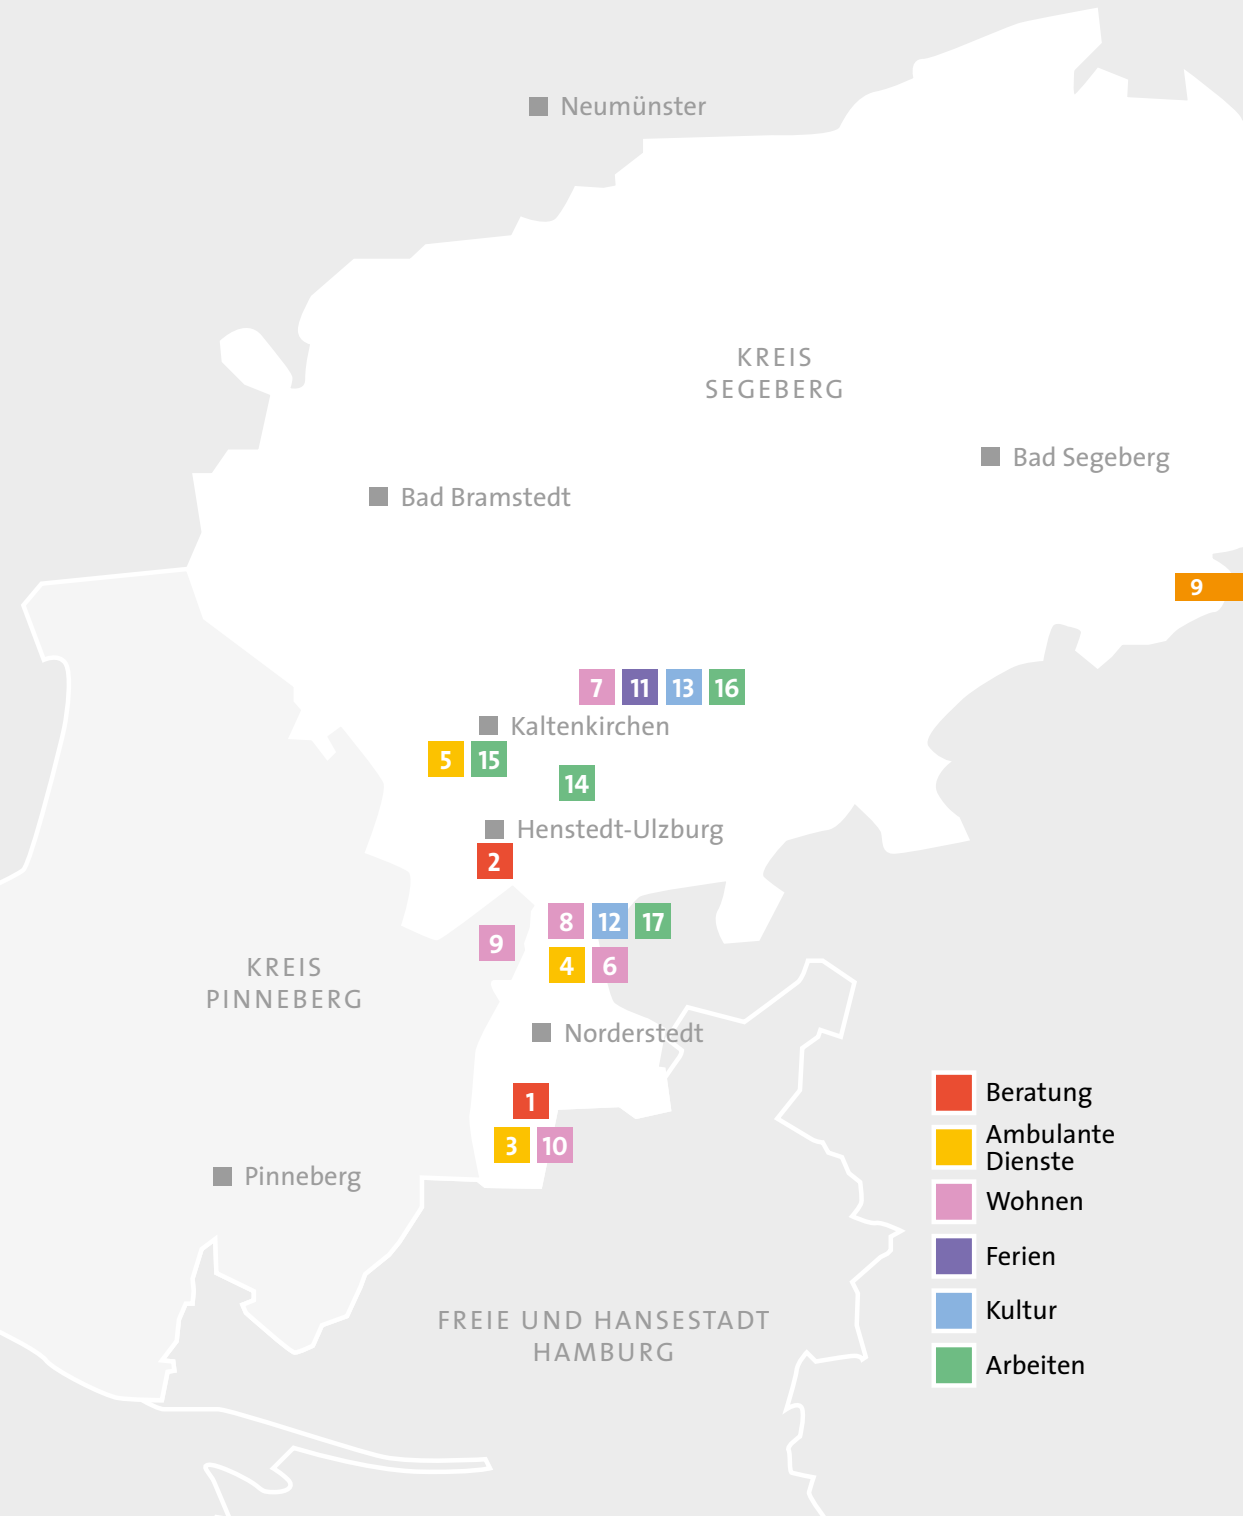 Neumünster
KREIS
SEGEBERG
Bad Segeberg
Bad Bramstedt
9
7 11 13 16
Kaltenkirchen
5 15
14
Henstedt-Ulzburg
2
8 12 17
9
4 6
KREIS
PINNEBERG
Norderstedt
1
3 10
Pinneberg
FREIE UND HANSESTADT
HAMBURG
Beratung
Ambulante
Dienste
Wohnen
Ferien
Kultur
Arbeiten